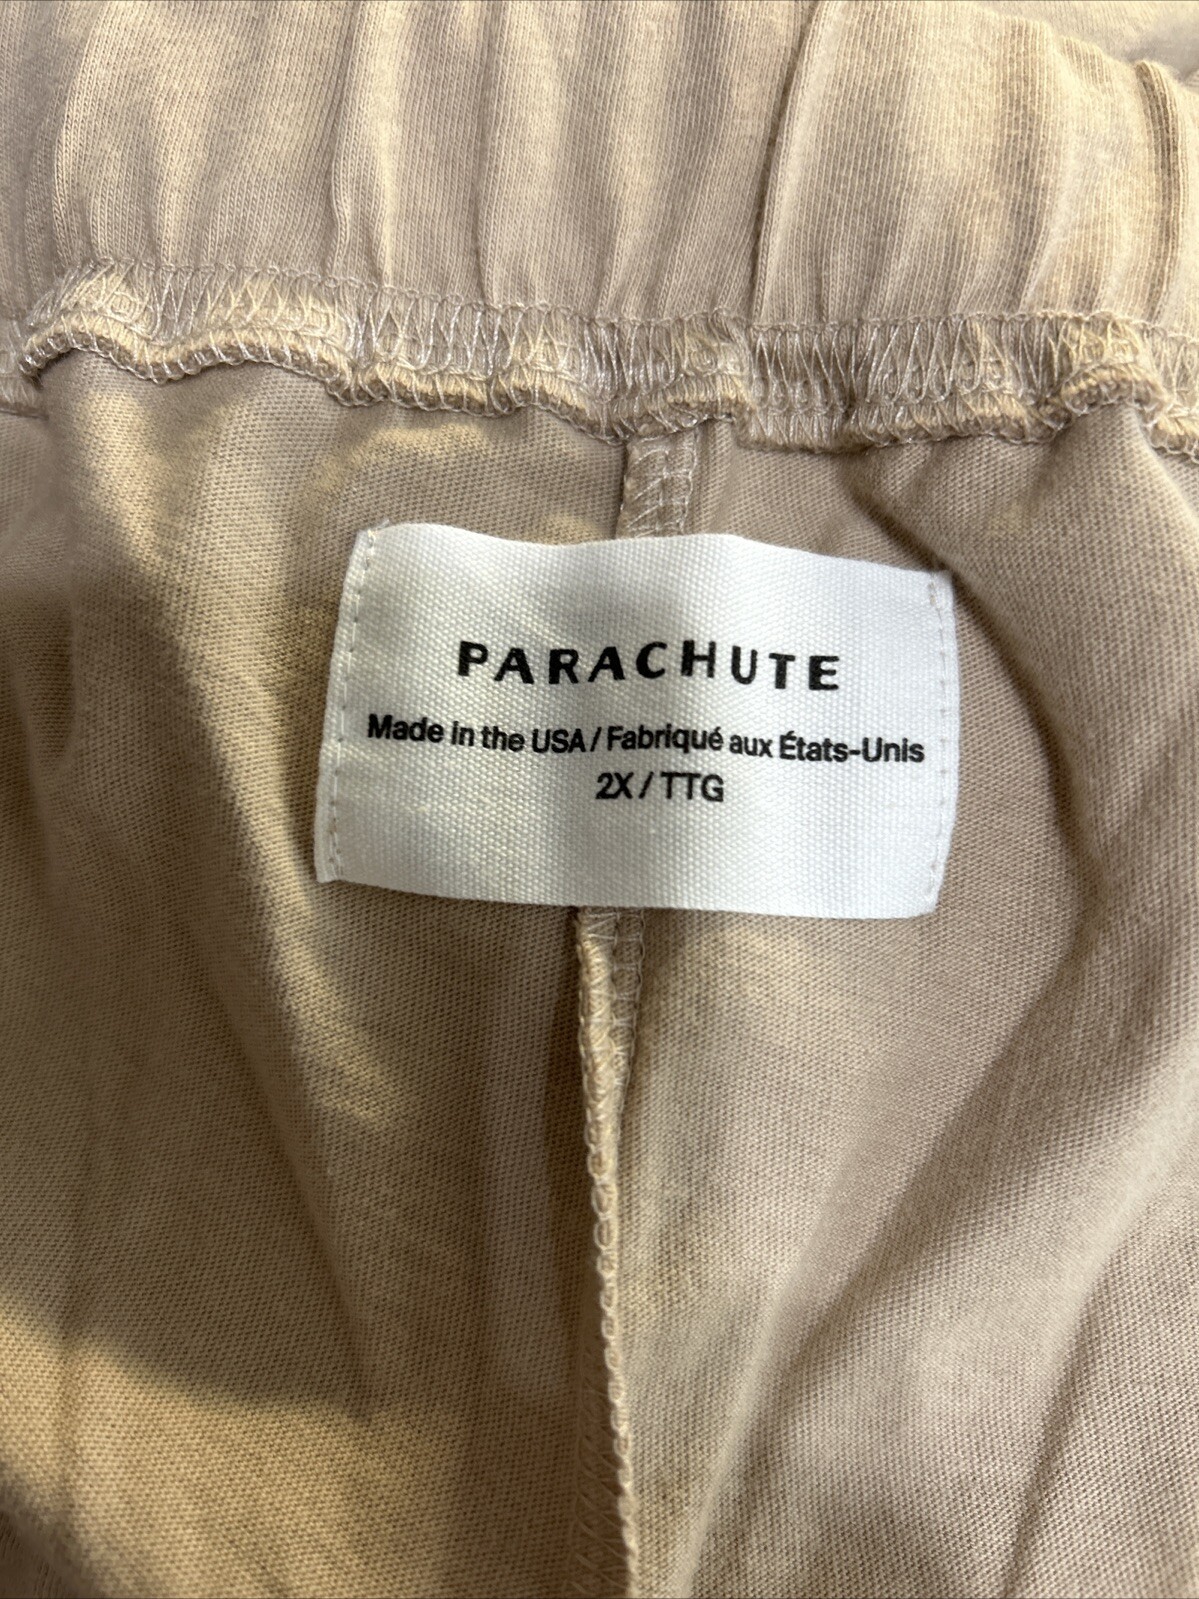 PARACHUTE
Made in the USA / Fabriqué aux États-Unis
2X / TTG